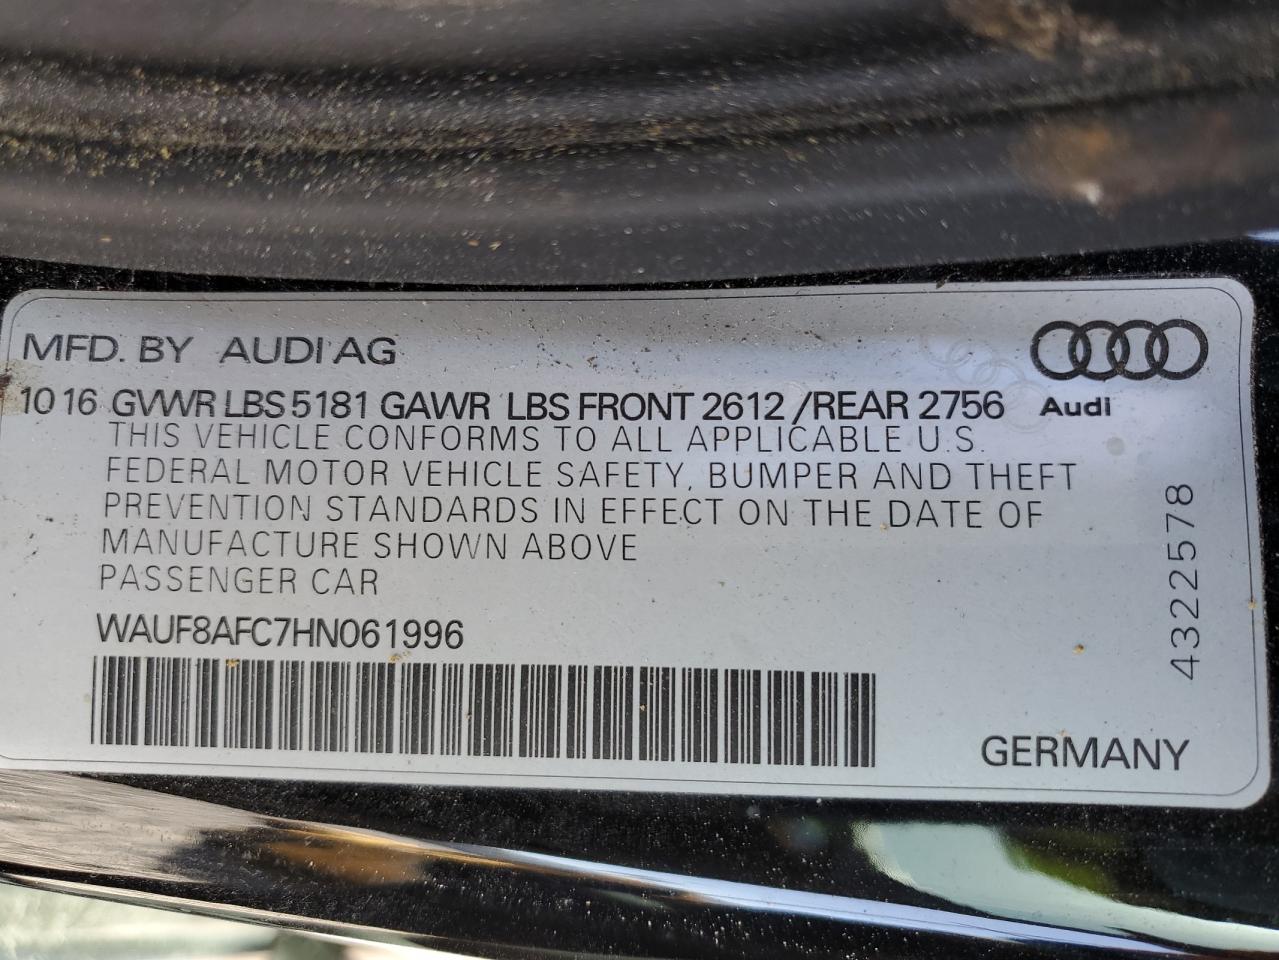 MFD. BY AUDI AG
10 16 GVWR LBS 5181 GAWR LBS FRONT 2612 /REAR 2756 Audi
THIS VEHICLE CONFORMS TO ALL APPLICABLE U.S.
FEDERAL MOTOR VEHICLE SAFETY, BUMPER AND THEFT
PREVENTION STANDARDS IN EFFECT ON THE DATE OF
MANUFACTURE SHOWN ABOVE
PASSENGER CAR
WAUF8AFC7HN061996
4322578
GERMANY